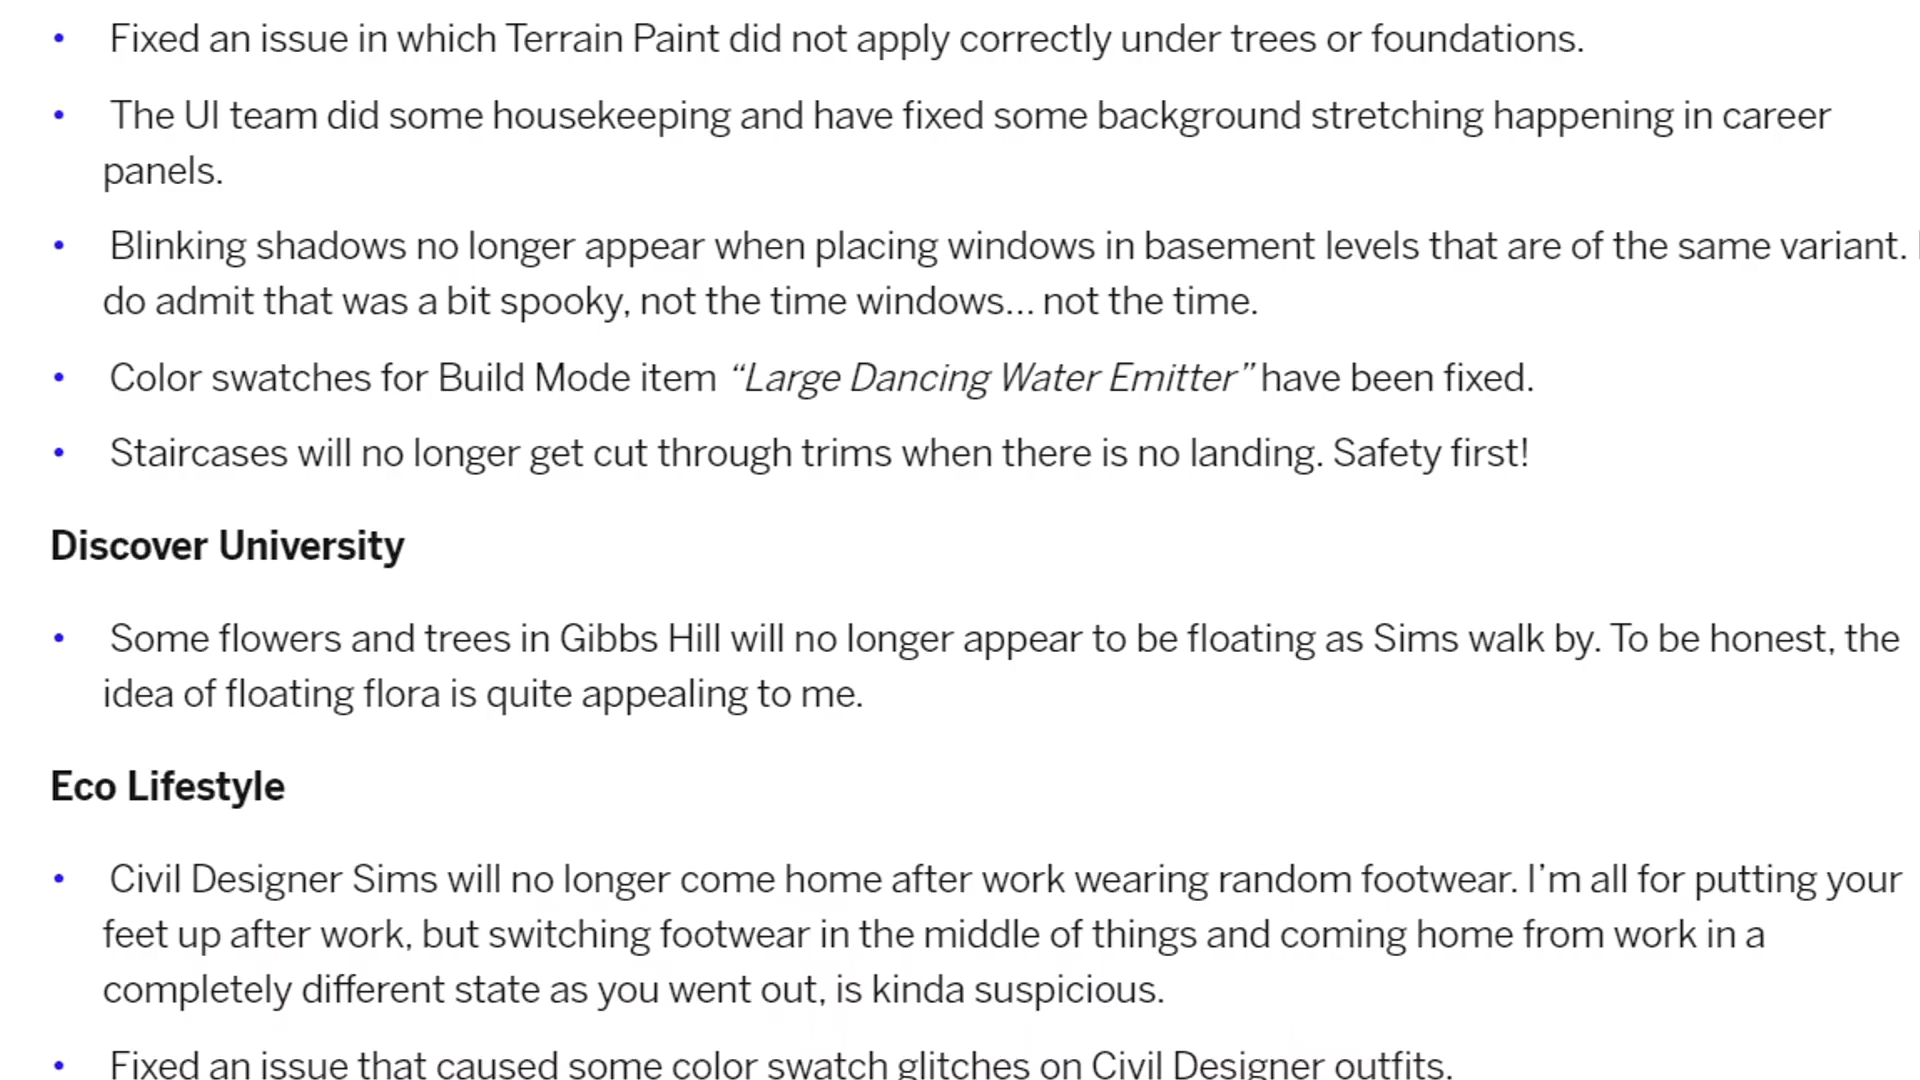 • Fixed an issue in which Terrain Paint did not apply correctly under trees or foundations.
• The UI team did some housekeeping and have fixed some background stretching happening in career
panels.
• Blinking shadows no longer appear when placing windows in basement levels that are of the same variant.
do admit that was a bit spooky, not the time windows... not the time.
• Color swatches for Build Mode item “Large Dancing Water Emitter” have been fixed.
• Staircases will no longer get cut through trims when there is no landing. Safety first!
Discover University
• Some flowers and trees in Gibbs Hill will no longer appear to be floating as Sims walk by. To be honest, the
idea of floating flora is quite appealing to me.
Eco Lifestyle
• Civil Designer Sims will no longer come home after work wearing random footwear. I’m all for putting your
feet up after work, but switching footwear in the middle of things and coming home from work in a
completely different state as you went out, is kinda suspicious.
• Fixed an issue that caused some color swatch glitches on Civil Designer outfits.